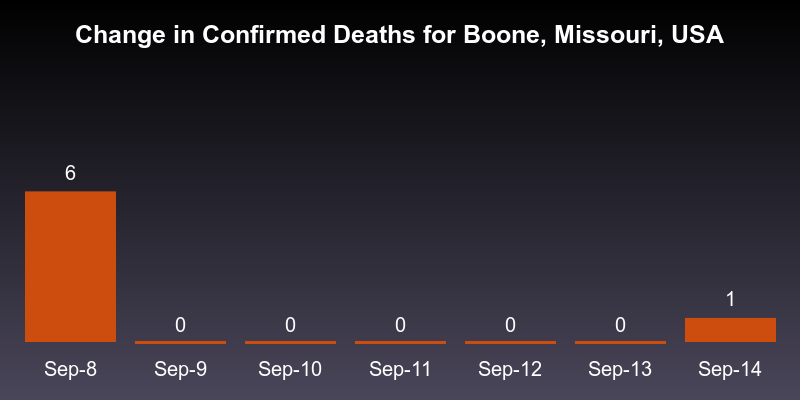 Change in Confirmed Deaths for Boone, Missouri, USA
6
0
0
0
0
0
1
Sep-8
Sep-9
Sep-10
Sep-11
Sep-12
Sep-13
Sep-14